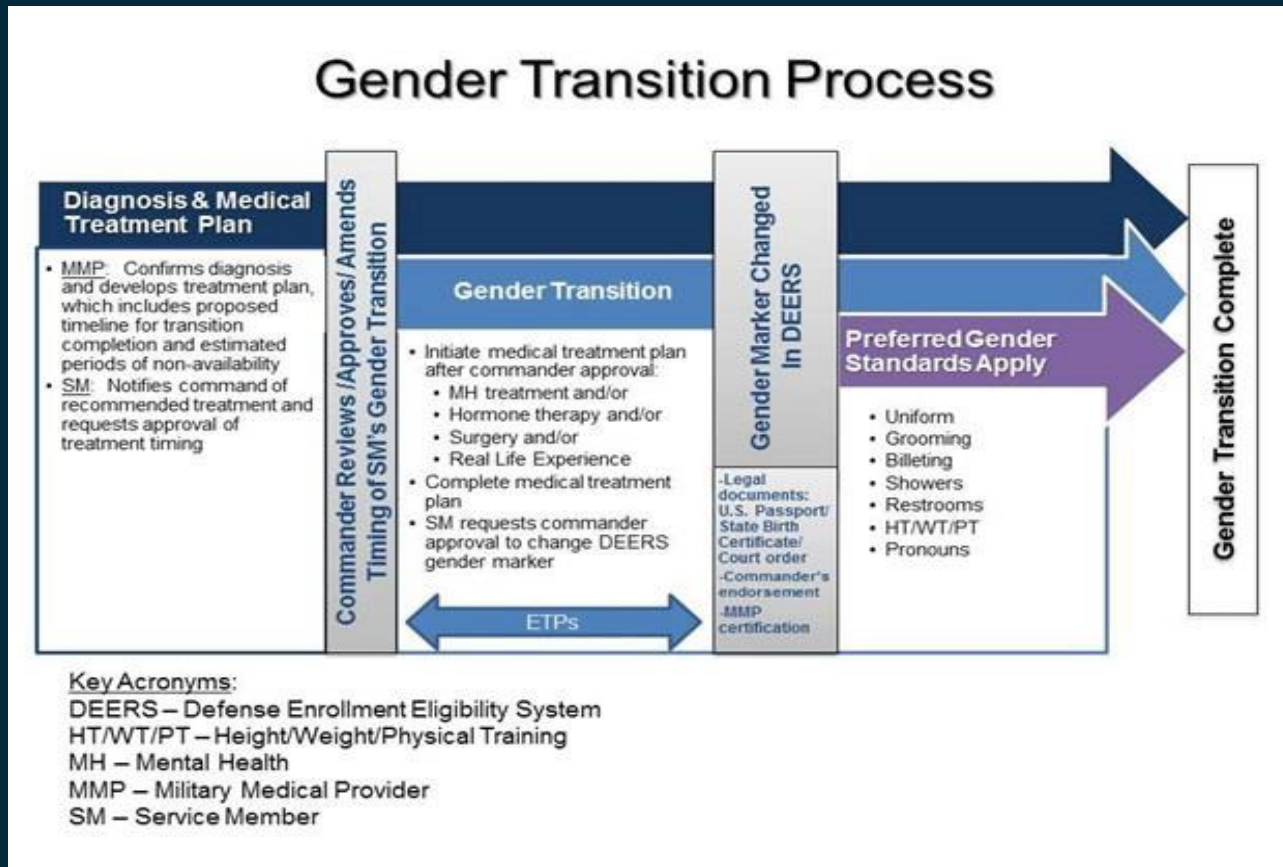 Gender Transition Process
Diagnosis & Medical
Treatment Plan
• MMP: Confirms diagnosis
and develops treatment plan,
which includes proposed
timeline for transition
completion and estimated
periods of non-availability
• SM: Notifies command of
recommended treatment and
requests approval of
treatment timing
Commander Reviews /Approves/ Amends
Timing of SM's Gender Transition
Gender Transition
• Initiate medical treatment plan
after commander approval:
• MH treatment and/or
• Hormone therapy and/or
• Surgery and/or
• Real Life Experience
• Complete medical treatment
plan
• SM requests commander
approval to change DEERS
gender marker
ETPs
Gender Marker Changed
In DEERS
-Legal
documents:
U.S. Passport/
State Birth
Certificate/
Court order
-Commander's
endorsement
-MMP
certification
Preferred Gender
Standards Apply
• Uniform
• Grooming
• Billeting
• Showers
• Restrooms
• HT/WT/PT
• Pronouns
Gender Transition Complete
Key Acronyms:
DEERS – Defense Enrollment Eligibility System
HT/WT/PT – Height/Weight/Physical Training
MH – Mental Health
MMP – Military Medical Provider
SM – Service Member